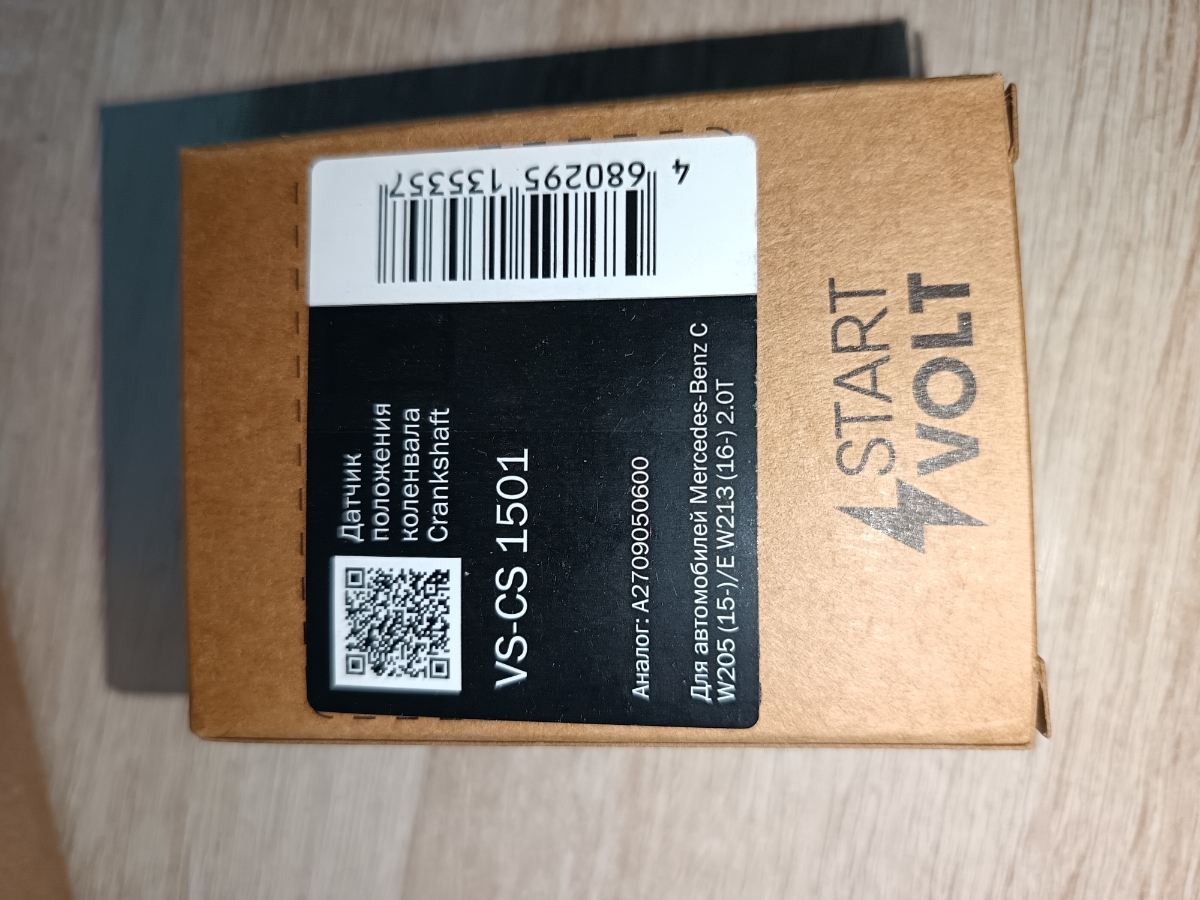 Датчик
положения
коленвала
Crankshaft
VS-CS 1501
Аналог: A2709050600
Для автомобилей Mercedes-Benz C
W205 (15-)/E W213 (16-) 2.0T
4 680295 135357
START
VOLT